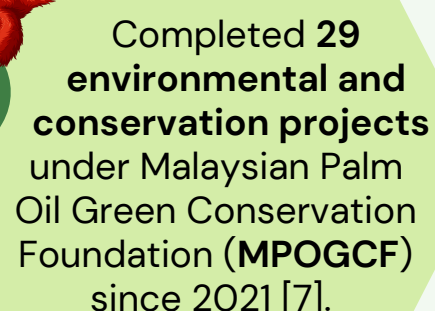 Completed 29
environmental and
conservation projects
under Malaysian Palm
Oil Green Conservation
Foundation (MPOGCF)
since 2021 [7].